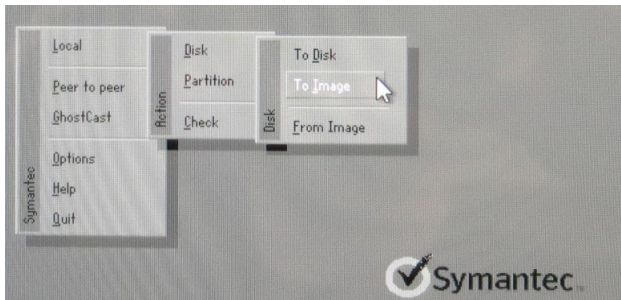 Symantec
Local
Peer to peer
GhostCast
Options
Help
Quit
Action
Disk
Partition
Check
Disk
To Disk
To Image
From Image
Symantec™